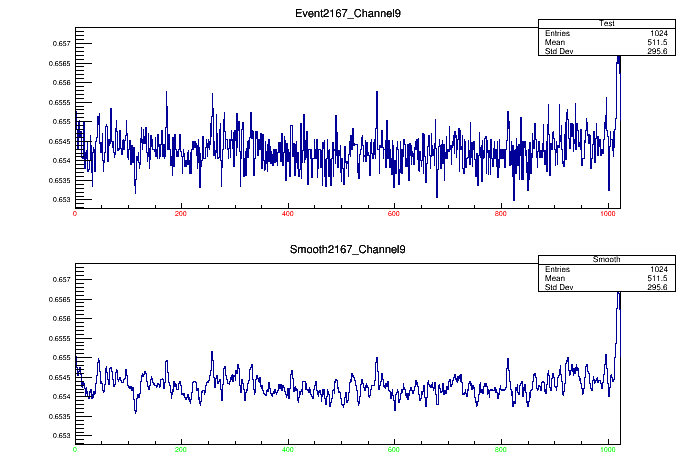 Event2167_Channel9
Test
Entries 1024
Mean 511.5
Std Dev 295.6
0.657
0.6565
0.656
0.6555
0.655
0.6545
0.654
0.6535
0.653
0 200 400 600 800 1000
Smooth2167_Channel9
Smooth
Entries 1024
Mean 511.5
Std Dev 295.6
0.657
0.6565
0.656
0.6555
0.655
0.6545
0.654
0.6535
0.653
0 200 400 600 800 1000